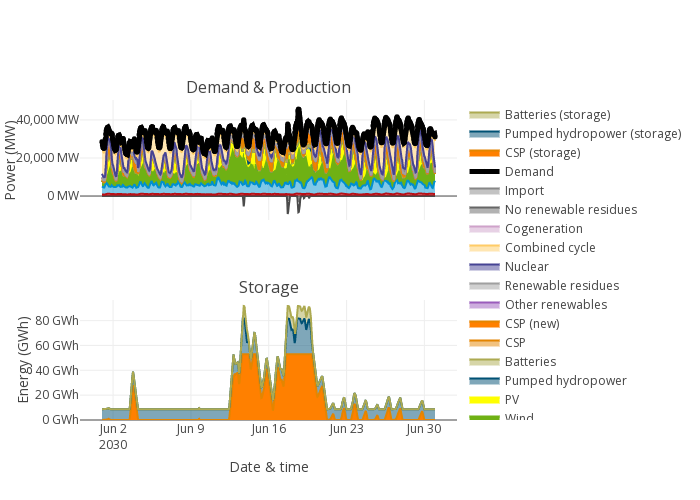 Demand & Production
Power (MW)
40,000 MW
20,000 MW
0 MW
Storage
Energy (GWh)
80 GWh
60 GWh
40 GWh
20 GWh
0 GWh
Jun 2
2030
Jun 9
Jun 16
Jun 23
Jun 30
Date & time
Batteries (storage)
Pumped hydropower (storage)
CSP (storage)
Demand
Import
No renewable residues
Cogeneration
Combined cycle
Nuclear
Renewable residues
Other renewables
CSP (new)
CSP
Batteries
Pumped hydropower
PV
Wind